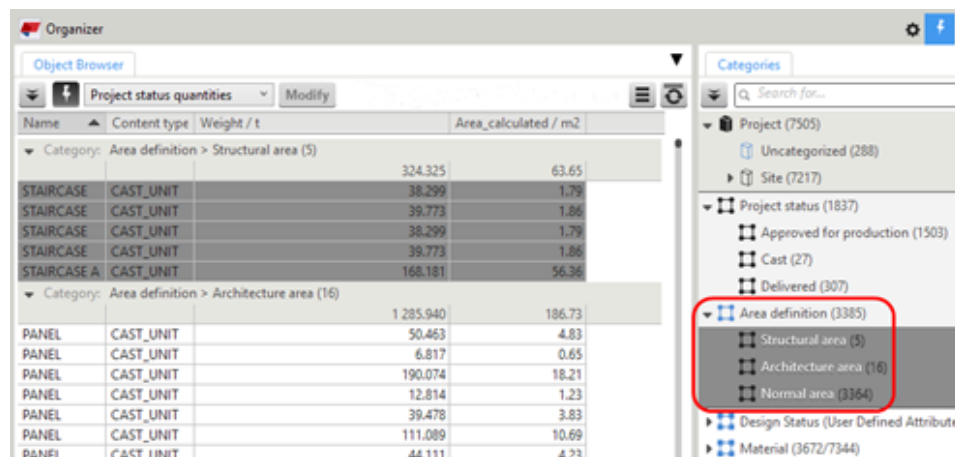 Organizer
Object Browser
Project status quantities Modify
Name Content type Weight / t Area_calculated / m2
Category: Area definition > Structural area (5)
324.325 63.65
STAIRCASE CAST_UNIT 38.299 1.79
STAIRCASE CAST_UNIT 39.773 1.86
STAIRCASE CAST_UNIT 38.299 1.79
STAIRCASE CAST_UNIT 39.773 1.86
STAIRCASE A CAST_UNIT 168.181 56.36
Category: Area definition > Architecture area (16)
1 285.940 186.73
PANEL CAST_UNIT 50.463 4.83
PANEL CAST_UNIT 6.817 0.65
PANEL CAST_UNIT 190.074 18.21
PANEL CAST_UNIT 12.814 1.23
PANEL CAST_UNIT 39.478 3.83
PANEL CAST_UNIT 111.089 10.69
PANEL CAST_UNIT 44.111 4.23
Categories
Search for...
Project (7505)
Uncategorized (288)
Site (7217)
Project status (1837)
Approved for production (1503)
Cast (27)
Delivered (307)
Area definition (3385)
Structural area (5)
Architecture area (16)
Normal area (3364)
Design Status (User Defined Attribute
Material (3672/7344)